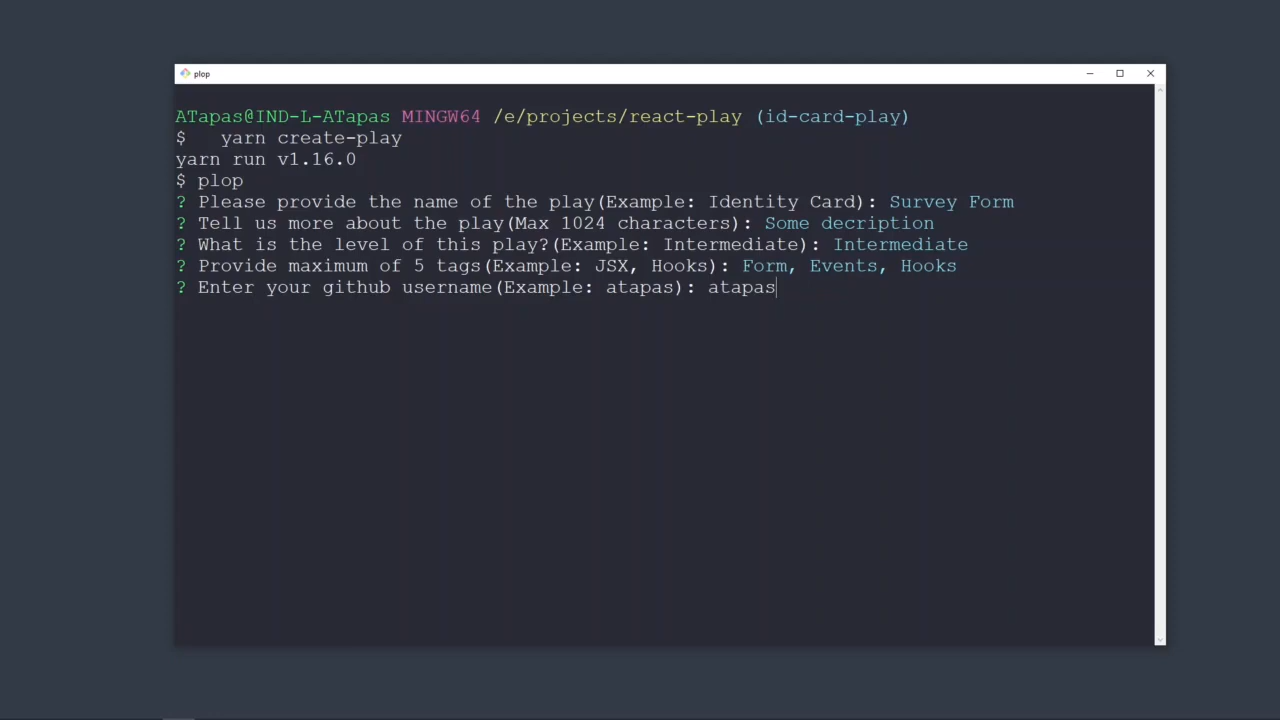 plop
ATapas@IND-L-ATapas MINGW64 /e/projects/react-play (id-card-play)
$   yarn create-play
yarn run v1.16.0
$ plop
? Please provide the name of the play(Example: Identity Card): Survey Form
? Tell us more about the play(Max 1024 characters): Some decription
? What is the level of this play?(Example: Intermediate): Intermediate
? Provide maximum of 5 tags(Example: JSX, Hooks): Form, Events, Hooks
? Enter your github username(Example: atapas): atapas